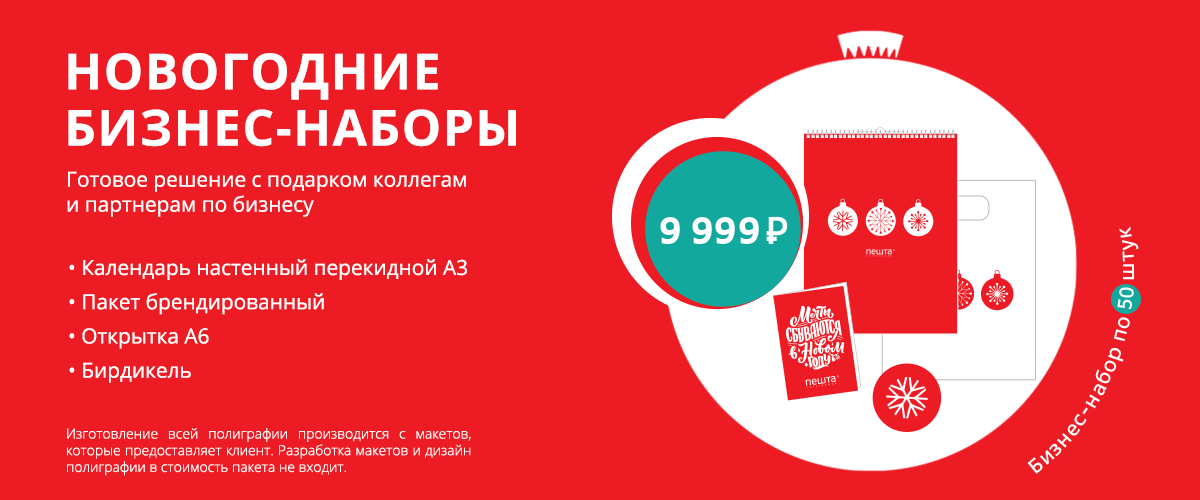 НОВОГОДНИЕ
БИЗНЕС-НАБОРЫ
Готовое решение с подарком коллегам
и партнерам по бизнесу
• Календарь настенный перекидной А3
• Пакет брендированный
• Открытка А6
• Бирдикель
Изготовление всей полиграфии производится с макетов,
которые предоставляет клиент. Разработка макетов и дизайн
полиграфии в стоимость пакета не входит.
9 999 ₽
пешта
Мечты
сбываются
в Новом
году
пешта
Бизнес-набор по 50 штук